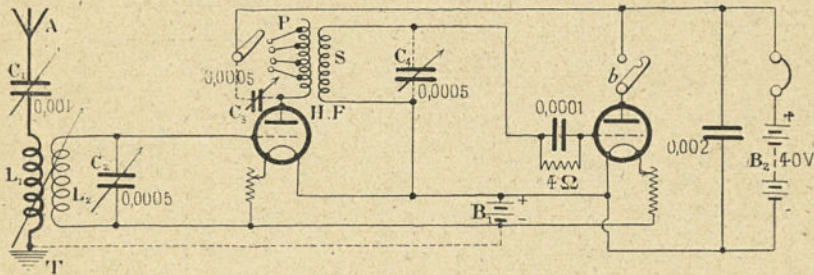 A
C₁
0,001
L₁
L₂
C₂
0,0005
T
0,0005
C₃
P
S
H.F
C₄
0,0005
0,0001
4Ω
b
B₁
+
-
0,002
+
B₂
40V